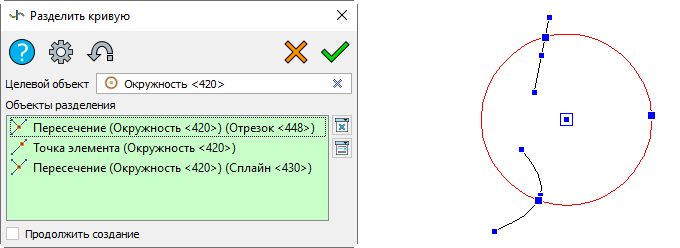 Разделить кривую
Целевой объект
Окружность <420>
Объекты разделения
Пересечение (Окружность <420>) (Отрезок <448>)
Точка элемента (Окружность <420>)
Пересечение (Окружность <420>) (Сплайн <430>)
Продолжить создание